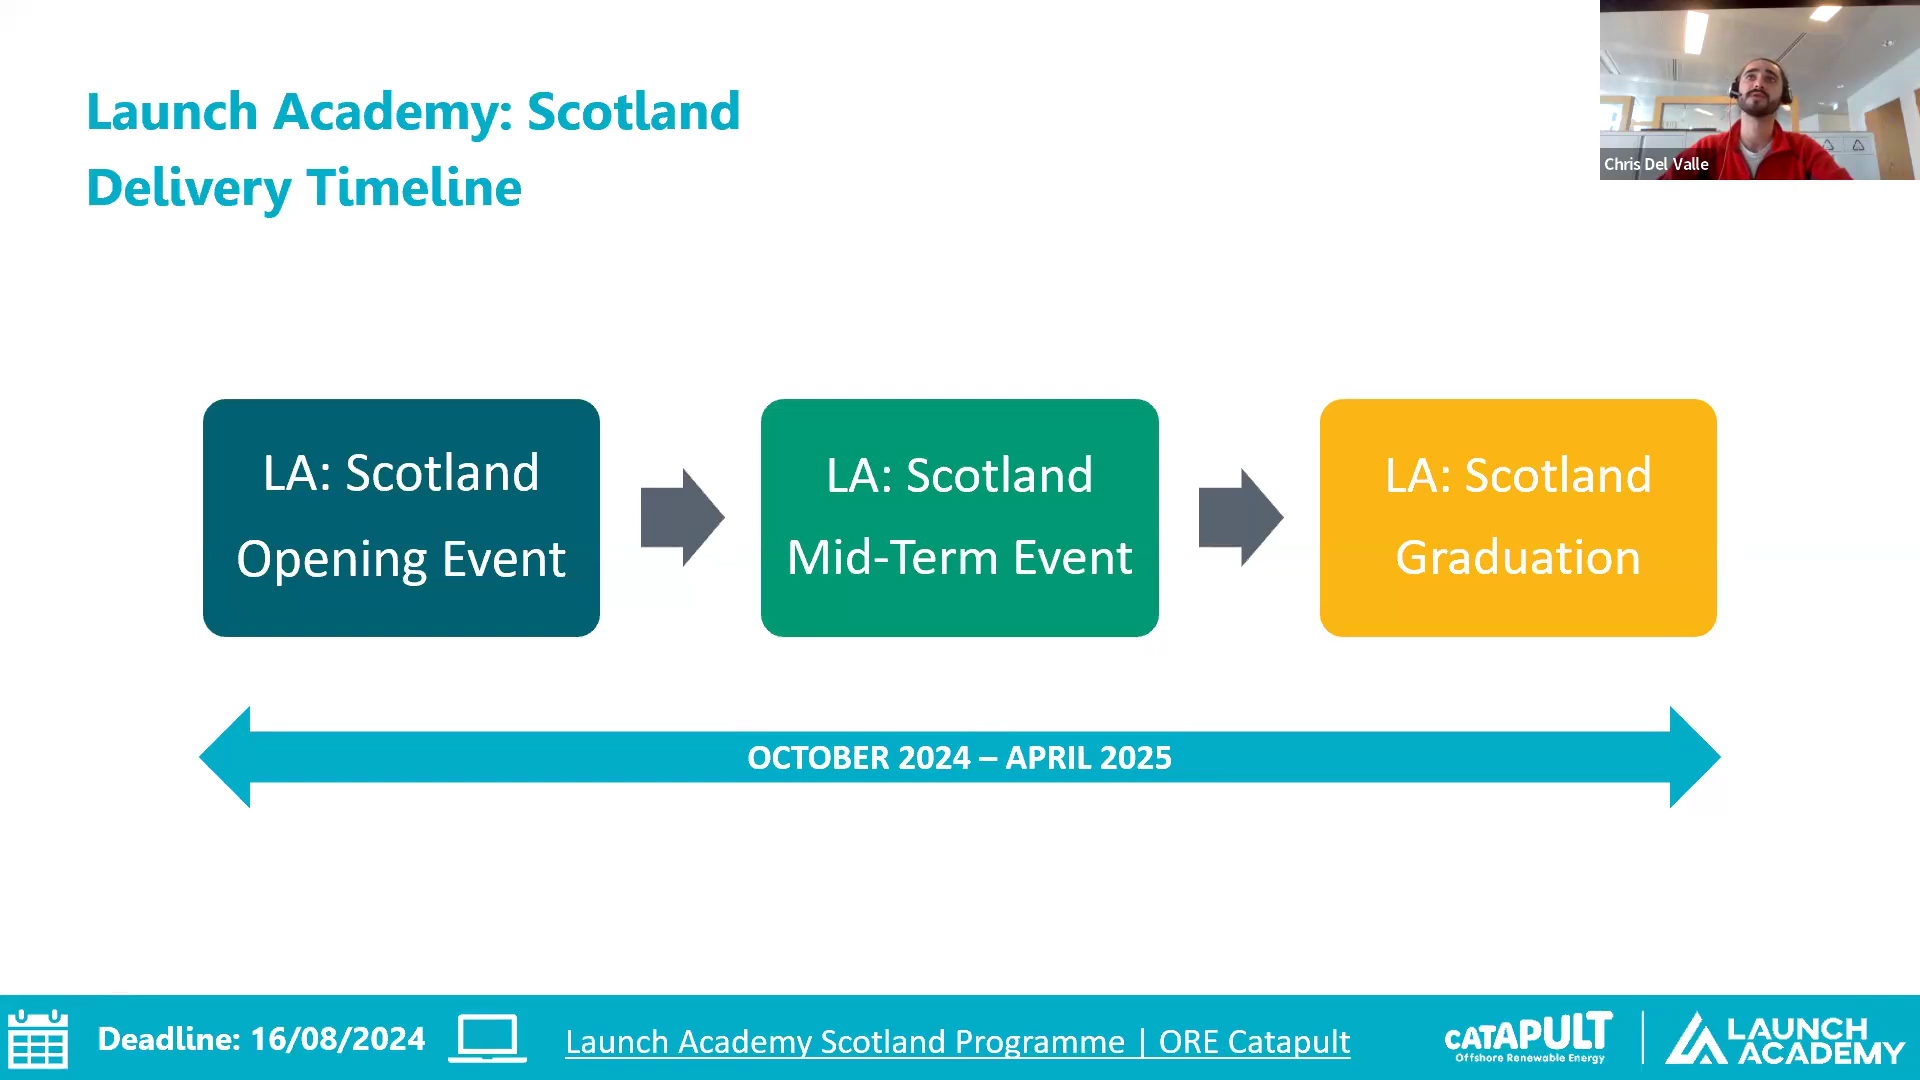 Launch Academy: Scotland
Delivery Timeline
Chris Del Valle
LA: Scotland
Opening Event
LA: Scotland
Mid-Term Event
LA: Scotland
Graduation
OCTOBER 2024 – APRIL 2025
Deadline: 16/08/2024
Launch Academy Scotland Programme | ORE Catapult
CATAPULT
Offshore Renewable Energy
LAUNCH
ACADEMY